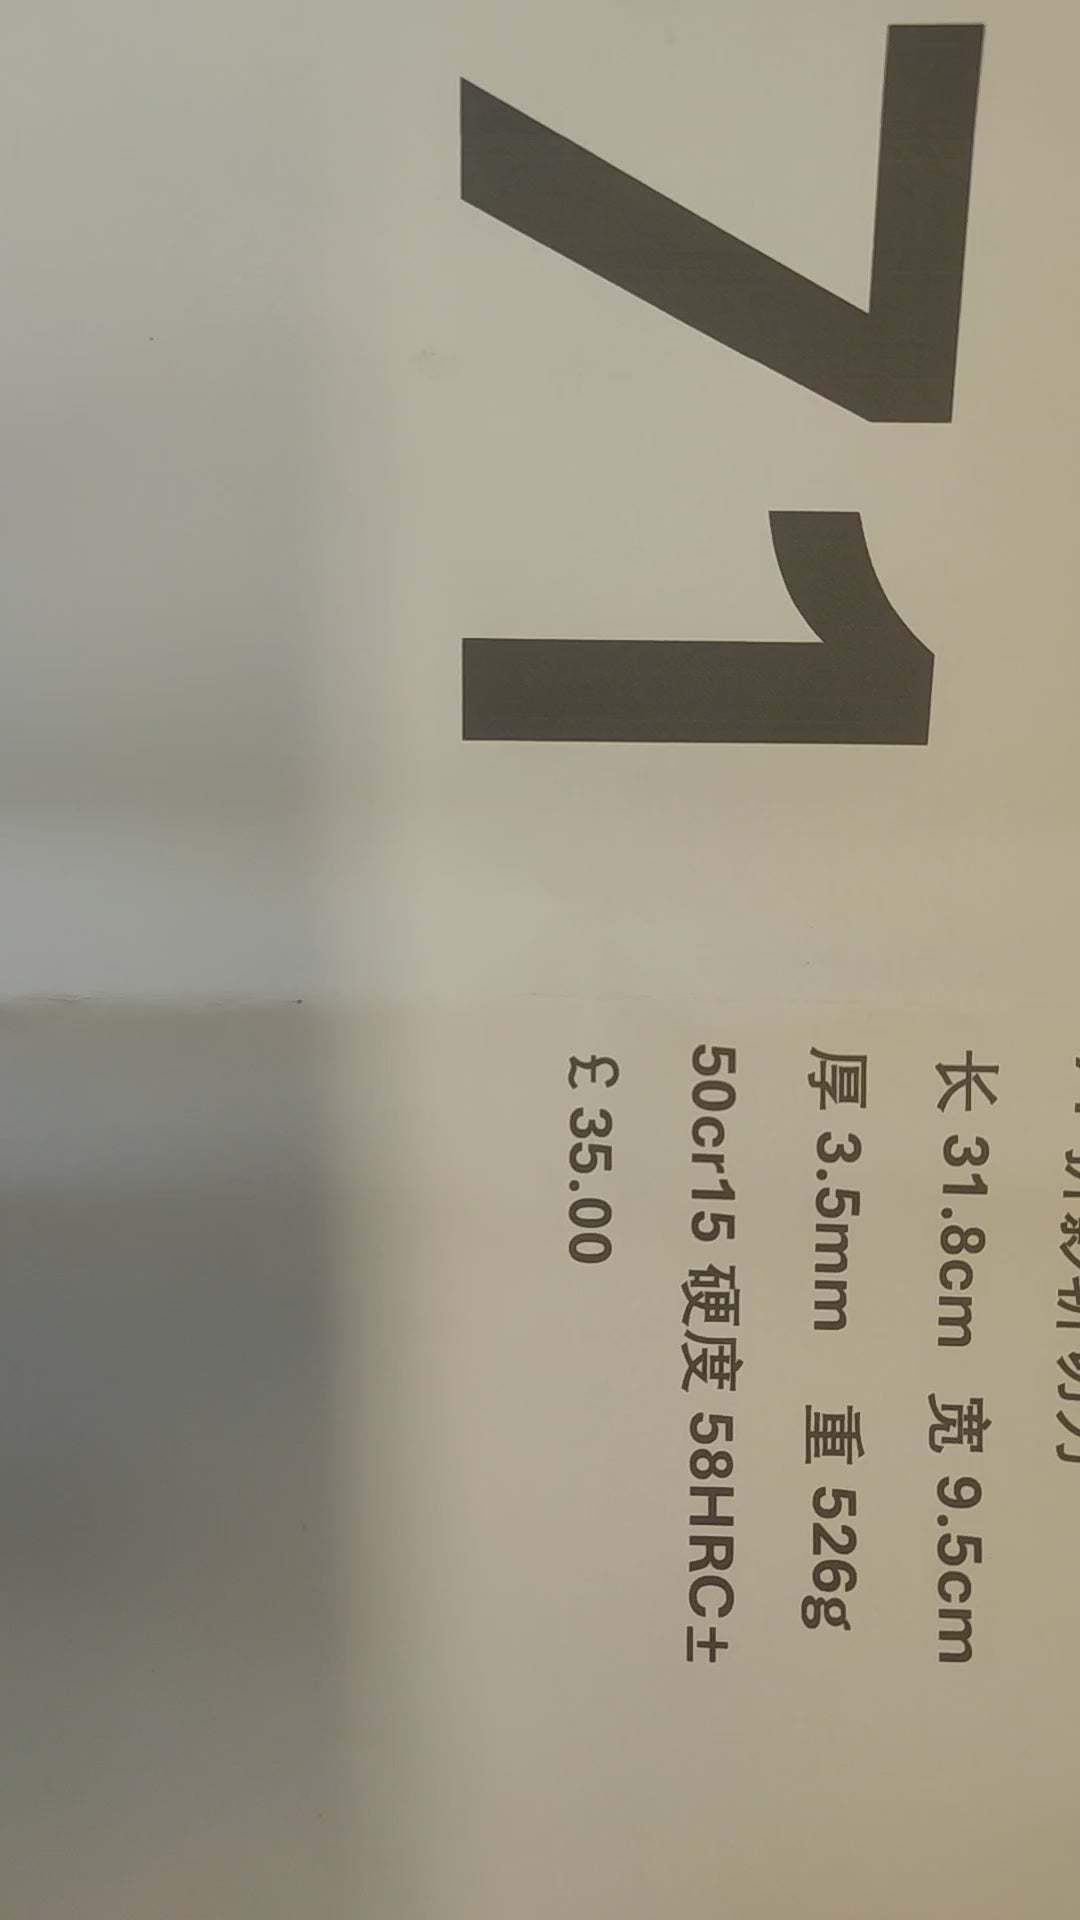 71
长 31.8cm 宽 9.5cm
厚 3.5mm 重 526g
50cr15 硬度 58HRC±
£ 35.00